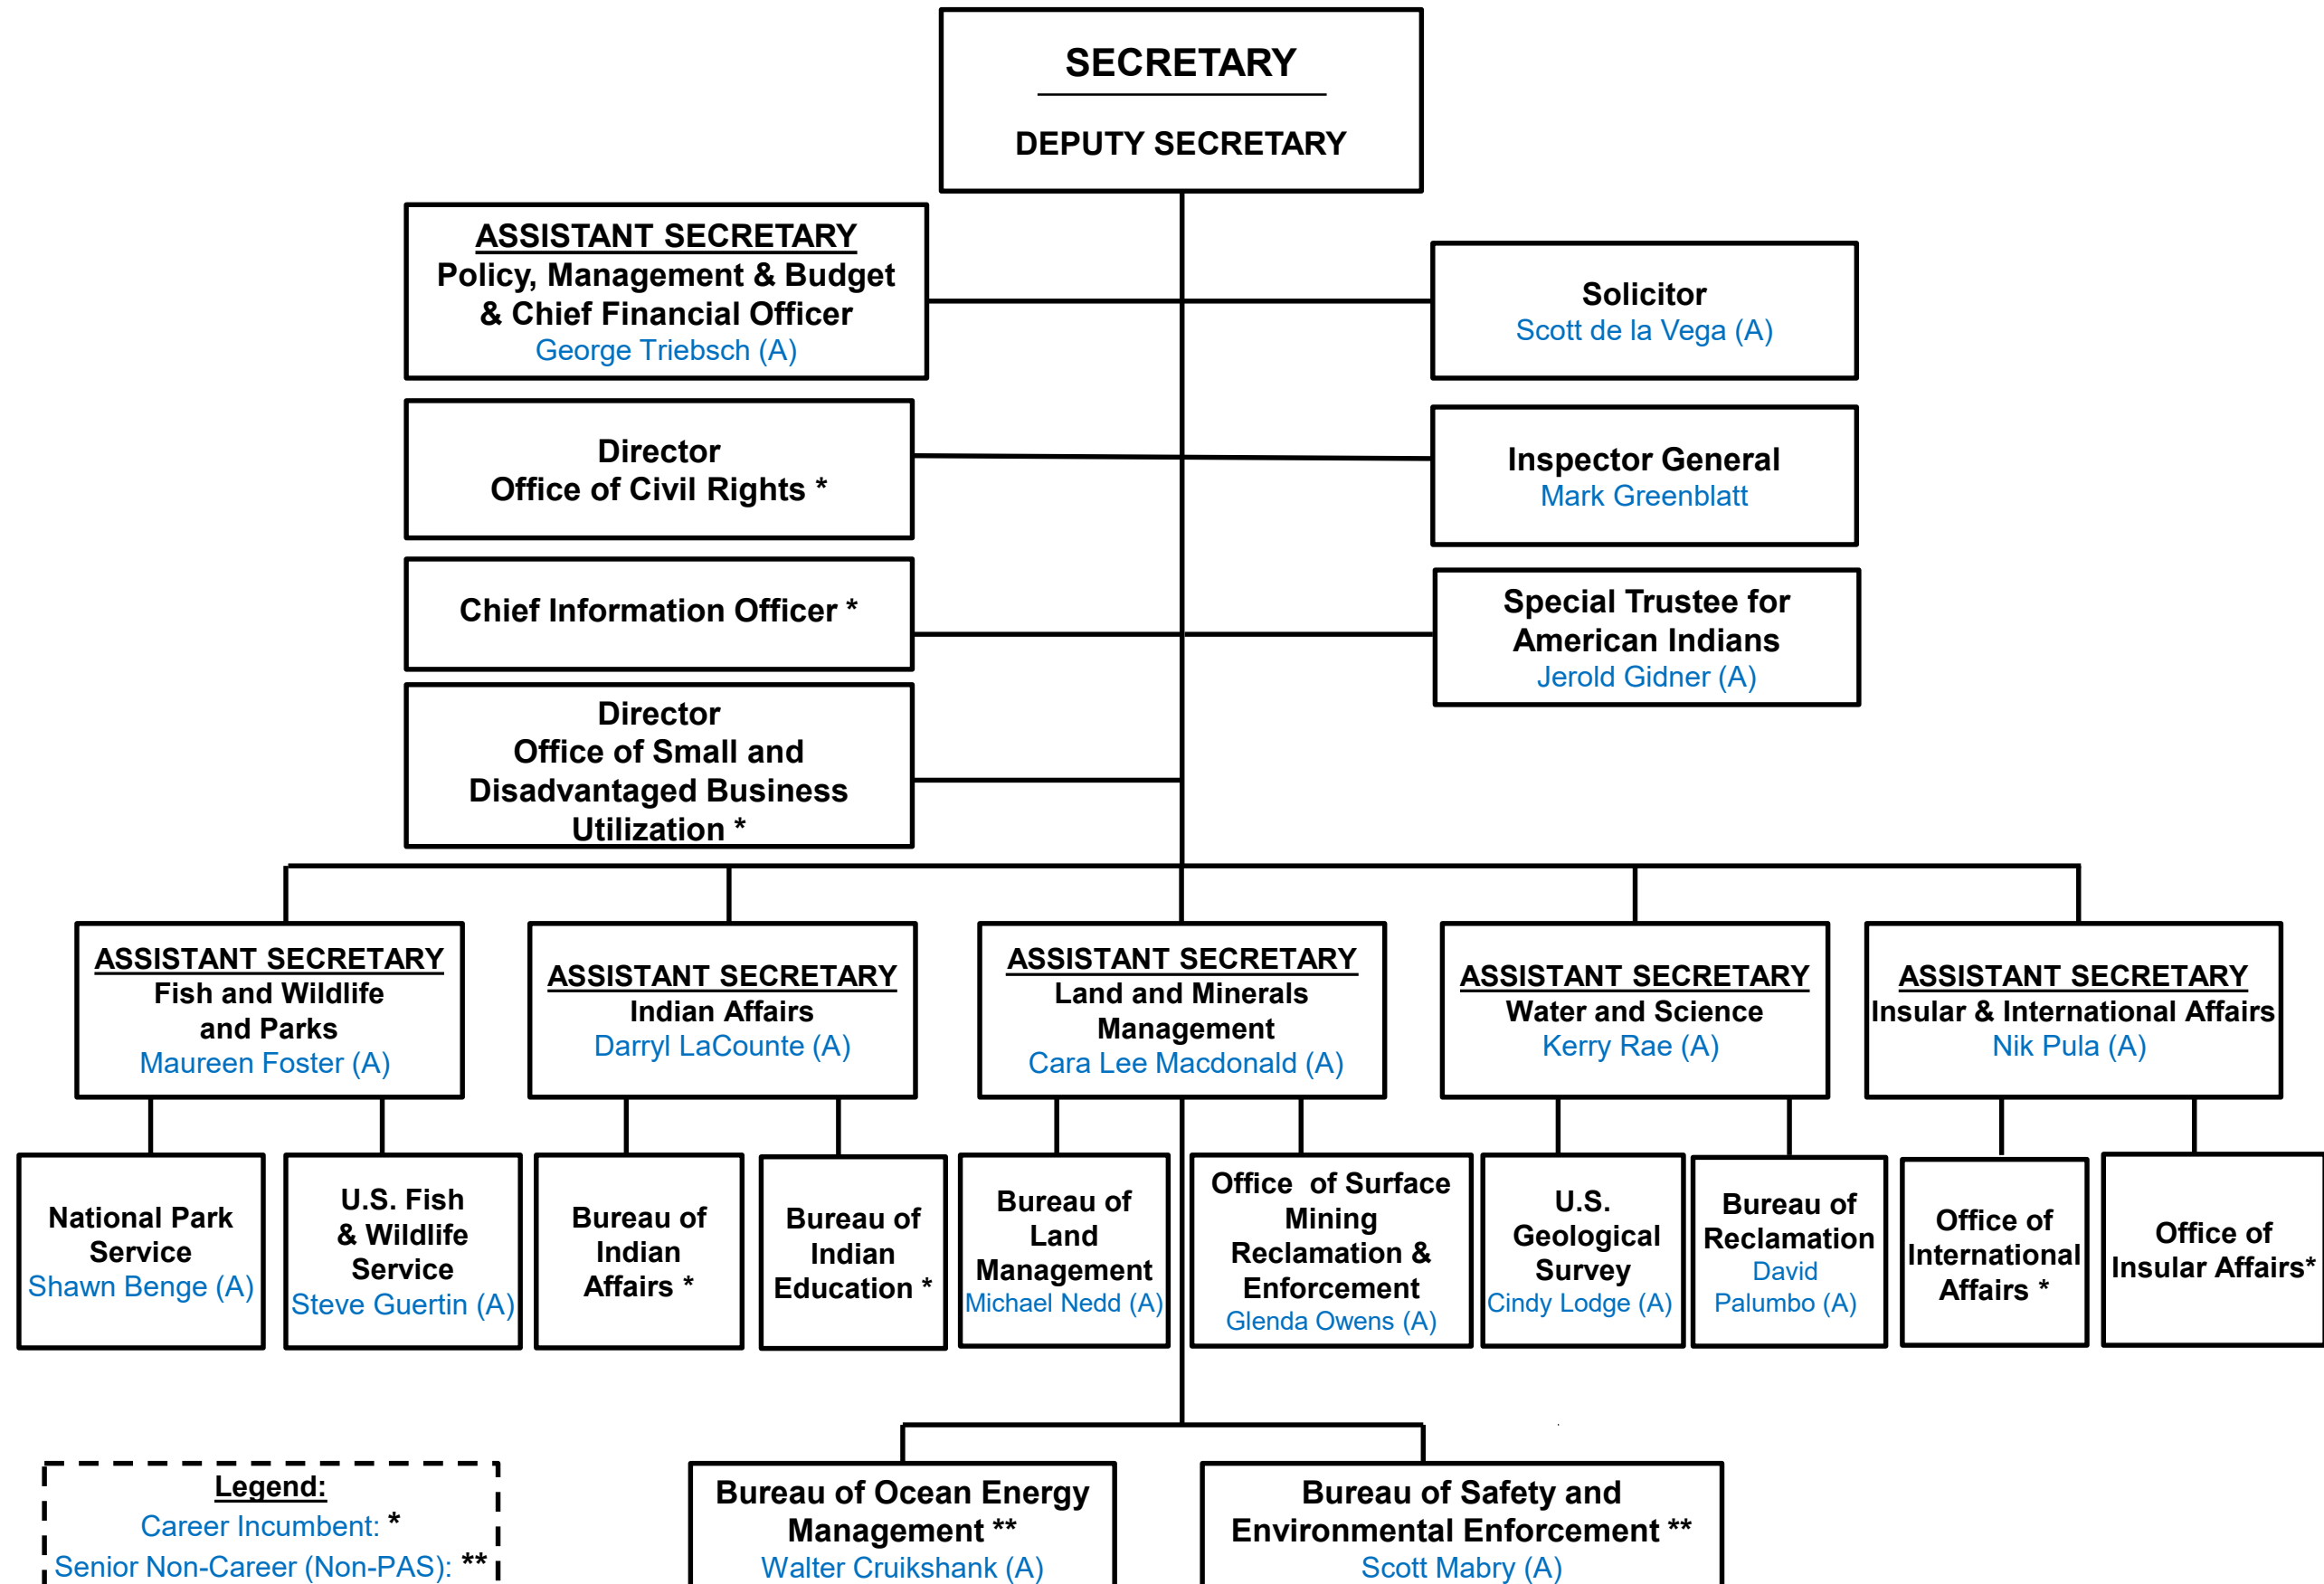 SECRETARY
DEPUTY SECRETARY
ASSISTANT SECRETARY
Policy, Management & Budget
& Chief Financial Officer
George Triebsch (A)
Solicitor
Scott de la Vega (A)
Director
Office of Civil Rights *
Inspector General
Mark Greenblatt
Chief Information Officer *
Special Trustee for
American Indians
Jerold Gidner (A)
Director
Office of Small and
Disadvantaged Business
Utilization *
ASSISTANT SECRETARY
Fish and Wildlife
and Parks
Maureen Foster (A)
ASSISTANT SECRETARY
Indian Affairs
Darryl LaCounte (A)
ASSISTANT SECRETARY
Land and Minerals
Management
Cara Lee Macdonald (A)
ASSISTANT SECRETARY
Water and Science
Kerry Rae (A)
ASSISTANT SECRETARY
Insular & International Affairs
Nik Pula (A)
National Park
Service
Shawn Benge (A)
U.S. Fish
& Wildlife
Service
Steve Guertin (A)
Bureau of
Indian
Affairs *
Bureau of
Indian
Education *
Bureau of
Land
Management
Michael Nedd (A)
Office of Surface
Mining
Reclamation &
Enforcement
Glenda Owens (A)
U.S.
Geological
Survey
Cindy Lodge (A)
Bureau of
Reclamation
David
Palumbo (A)
Office of
International
Affairs *
Office of
Insular Affairs*
Legend:
Career Incumbent: *
Senior Non-Career (Non-PAS): **
Bureau of Ocean Energy
Management **
Walter Cruikshank (A)
Bureau of Safety and
Environmental Enforcement **
Scott Mabry (A)